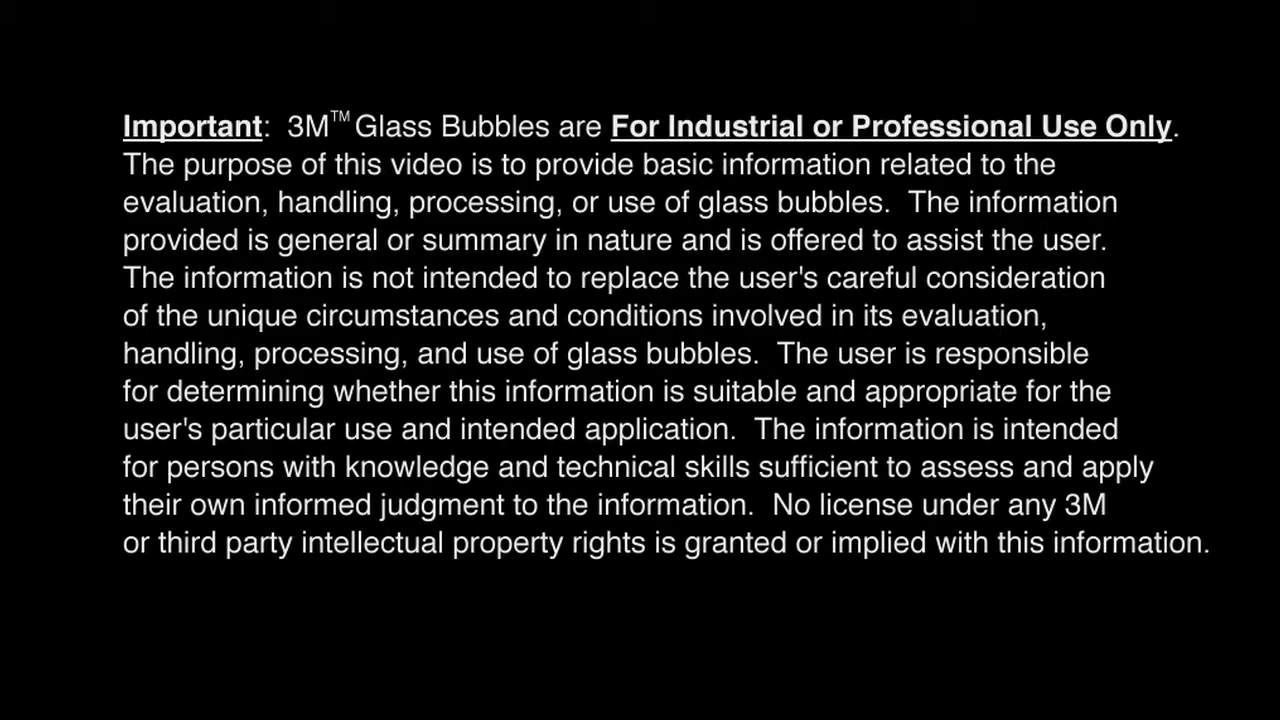 Important:  3M™ Glass Bubbles are For Industrial or Professional Use Only.
The purpose of this video is to provide basic information related to the
evaluation, handling, processing, or use of glass bubbles.  The information
provided is general or summary in nature and is offered to assist the user.
The information is not intended to replace the user's careful consideration
of the unique circumstances and conditions involved in its evaluation,
handling, processing, and use of glass bubbles.  The user is responsible
for determining whether this information is suitable and appropriate for the
user's particular use and intended application.  The information is intended
for persons with knowledge and technical skills sufficient to assess and apply
their own informed judgment to the information.  No license under any 3M
or third party intellectual property rights is granted or implied with this information.